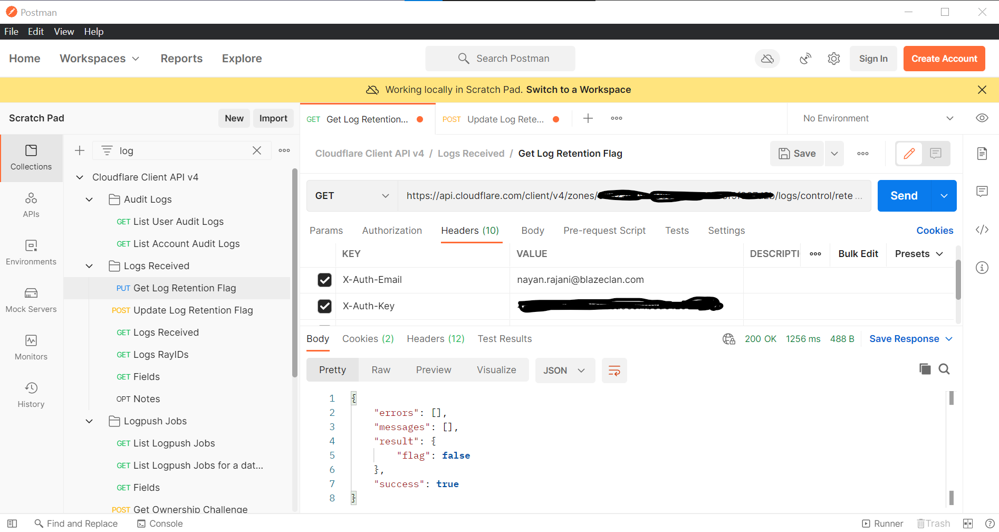 Postman
File Edit View Help
Home Workspaces Reports Explore Search Postman Sign In Create Account
Working locally in Scratch Pad. Switch to a Workspace
Scratch Pad New Import
GET Get Log Retention... POST Update Log Rete... No Environment
log
Cloudflare Client API v4 / Logs Received / Get Log Retention Flag Save
Collections
APIs
Environments
Mock Servers
Monitors
History
Cloudflare Client API v4
Audit Logs
GET List User Audit Logs
GET List Account Audit Logs
Logs Received
PUT Get Log Retention Flag
POST Update Log Retention Flag
GET Logs Received
GET Logs RayIDs
GET Fields
OPT Notes
Logpush Jobs
GET List Logpush Jobs
GET List Logpush Jobs for a dat...
GET Fields
POST Get Ownership Challenge
GET https://api.cloudflare.com/client/v4/zones/ /logs/control/rete ... Send
Params Authorization Headers (10) Body Pre-request Script Tests Settings Cookies
KEY VALUE DESCRIPTI Bulk Edit Presets
X-Auth-Email nayan.rajani@blazeclan.com
X-Auth-Key
Body Cookies (2) Headers (12) Test Results 200 OK 1256 ms 488 B Save Response
Pretty Raw Preview Visualize JSON
1 {
2 "errors": [],
3 "messages": [],
4 "result": {
5 "flag": false
6 },
7 "success": true
8 }
Find and Replace Console Runner Trash